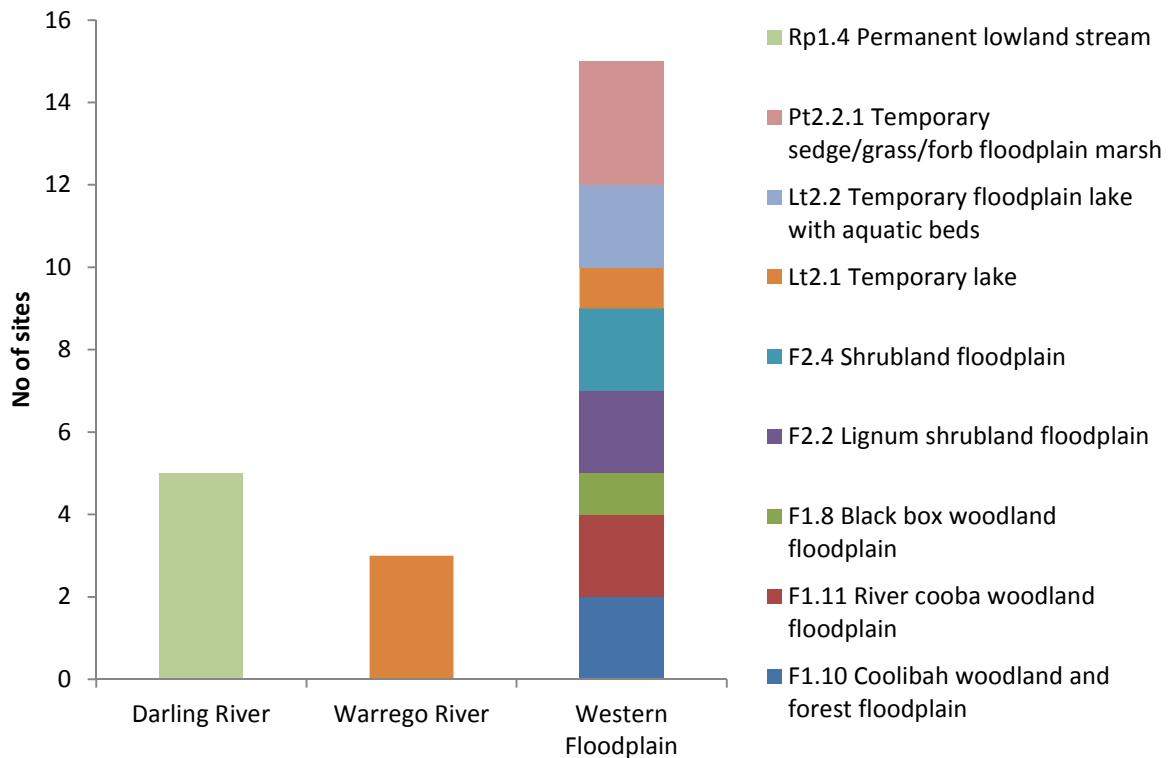 No of sites
16
14
12
10
8
6
4
2
0
Darling River
Warrego River
Western
Floodplain
Rp1.4 Permanent lowland stream
Pt2.2.1 Temporary
sedge/grass/forb floodplain marsh
Lt2.2 Temporary floodplain lake
with aquatic beds
Lt2.1 Temporary lake
F2.4 Shrubland floodplain
F2.2 Lignum shrubland floodplain
F1.8 Black box woodland
floodplain
F1.11 River cooba woodland
floodplain
F1.10 Coolibah woodland and
forest floodplain